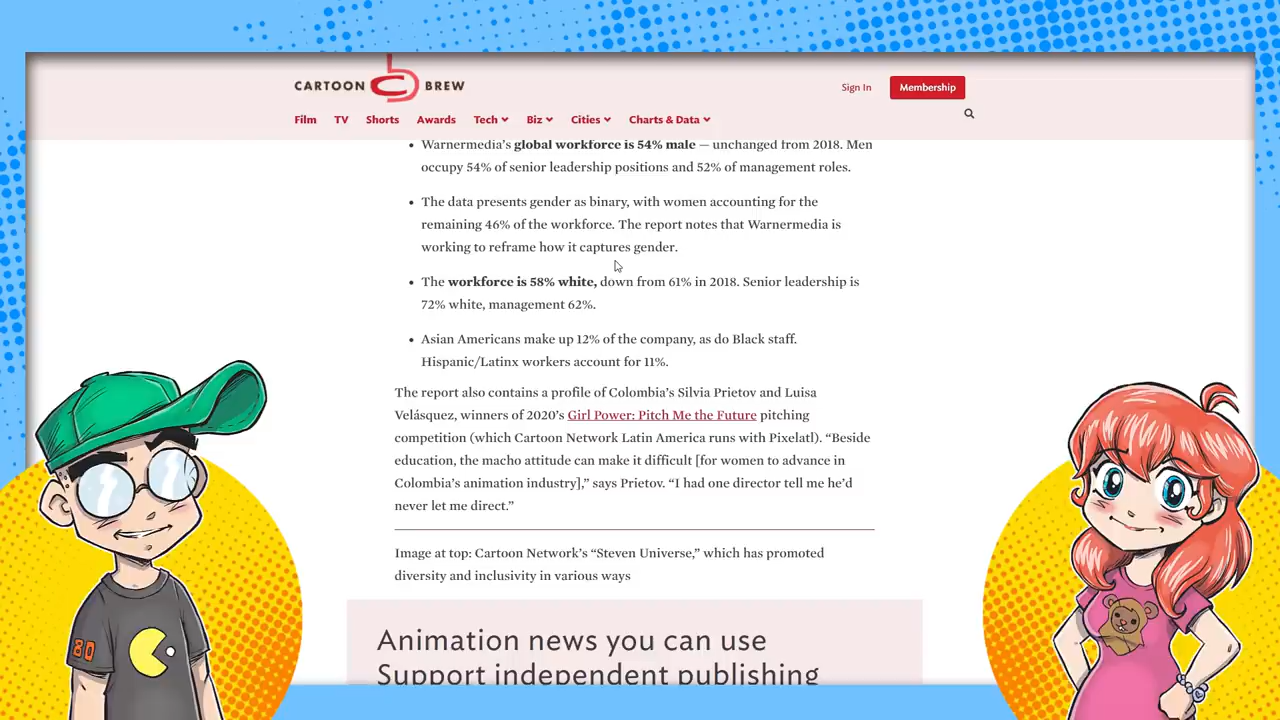 CARTOON BREW
Sign In
Membership
Film TV Shorts Awards Tech Biz Cities Charts & Data
• Warnermedia’s global workforce is 54% male — unchanged from 2018. Men
occupy 54% of senior leadership positions and 52% of management roles.
• The data presents gender as binary, with women accounting for the
remaining 46% of the workforce. The report notes that Warnermedia is
working to reframe how it captures gender.
• The workforce is 58% white, down from 61% in 2018. Senior leadership is
72% white, management 62%.
• Asian Americans make up 12% of the company, as do Black staff.
Hispanic/Latinx workers account for 11%.
The report also contains a profile of Colombia’s Silvia Prietov and Luisa
Velásquez, winners of 2020’s Girl Power: Pitch Me the Future pitching
competition (which Cartoon Network Latin America runs with Pixelatl). “Beside
education, the macho attitude can make it difficult [for women to advance in
Colombia’s animation industry],” says Prietov. “I had one director tell me he’d
never let me direct.”
Image at top: Cartoon Network’s “Steven Universe,” which has promoted
diversity and inclusivity in various ways
Animation news you can use
Support independent publishing
80